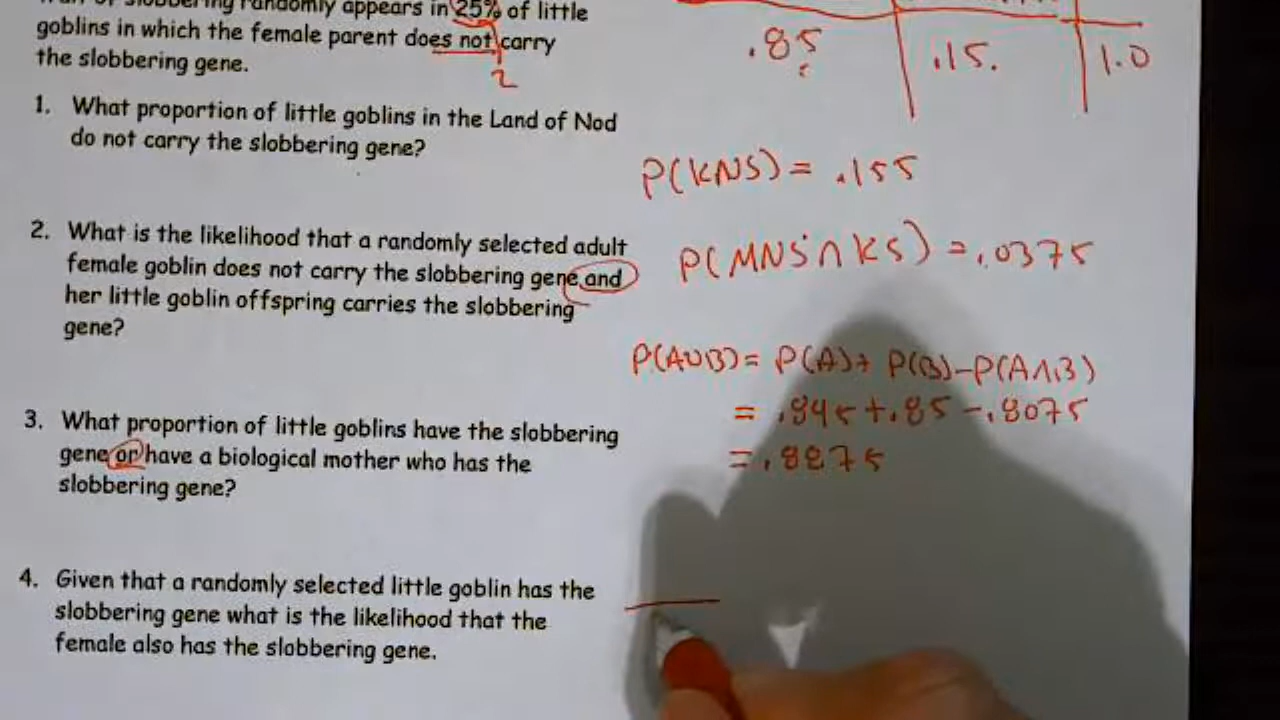 randomly appears in 25% of little
goblins in which the female parent does not carry
the slobbering gene.
2
.85
.15.
1.0
1. What proportion of little goblins in the Land of Nod
do not carry the slobbering gene?
P(KNS) = .155
2. What is the likelihood that a randomly selected adult
female goblin does not carry the slobbering gene and
her little goblin offspring carries the slobbering
gene?
P(MNS∩KS) = .0375
P(A∪B) = P(A)+ P(B)-P(A∩B)
= .845+.85-.8075
= .8875
3. What proportion of little goblins have the slobbering
gene or have a biological mother who has the
slobbering gene?
4. Given that a randomly selected little goblin has the
slobbering gene what is the likelihood that the
female also has the slobbering gene.